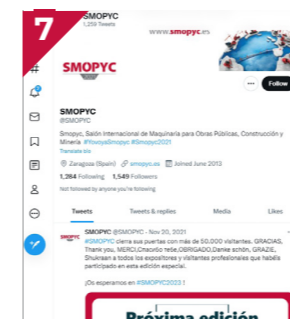 7
SMOPYC
1,259 Tweets
www.smopyc.es
SMOPYC
Follow
SMOPYC
@SMOPYC
Smopyc, Salón Internacional de Maquinaria para Obras Públicas, Construcción y
Minería #YovoyaSmopyc #Smopyc2021
Translate bio
Zaragoza (Spain) smopyc.es Joined June 2013
1,264 Following 1,549 Followers
Not followed by anyone you're following
Tweets Tweets & replies Media Likes
SMOPYC @SMOPYC · Nov 20, 2021
#SMOPYC cierra sus puertas con más de 50.000 visitantes. GRACIAS,
Thank you, MERCI, OBRIGADO,Danke schön, GRAZIE,
Shukraan a todos los expositores y visitantes profesionales que habéis
participado en esta edición especial.
¡Os esperamos en #SMOPYC2023.!
Próxima edición